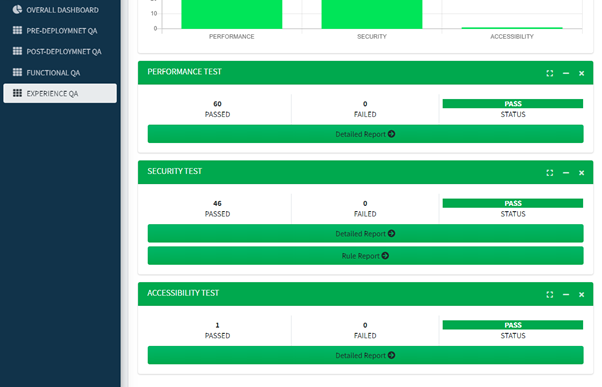 OVERALL DASHBOARD
PRE-DEPLOYMNET QA
POST-DEPLOYMNET QA
FUNCTIONAL QA
EXPERIENCE QA
10
0
PERFORMANCE SECURITY ACCESSIBILITY
PERFORMANCE TEST
60 0 PASS
PASSED FAILED STATUS
Detailed Report
SECURITY TEST
46 0 PASS
PASSED FAILED STATUS
Detailed Report
Rule Report
ACCESSIBILITY TEST
1 0 PASS
PASSED FAILED STATUS
Detailed Report